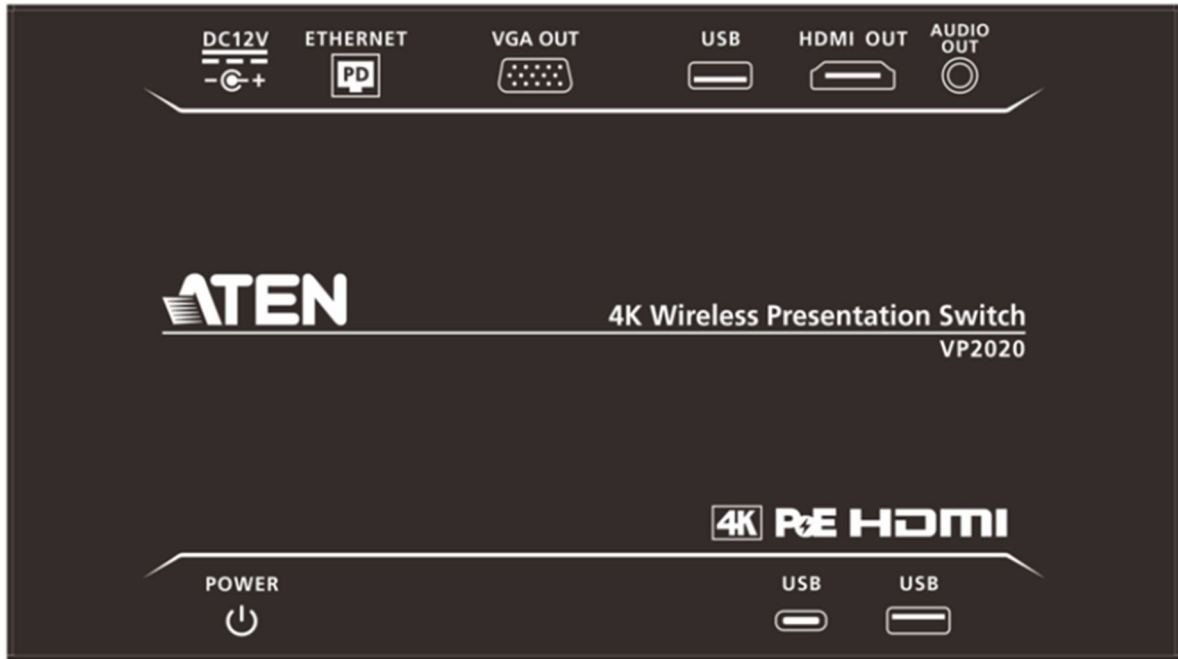 DC12V ETHERNET VGA OUT USB HDMI OUT AUDIO OUT
PD
ATEN
4K Wireless Presentation Switch
VP2020
4K PoE HDMI
POWER USB USB